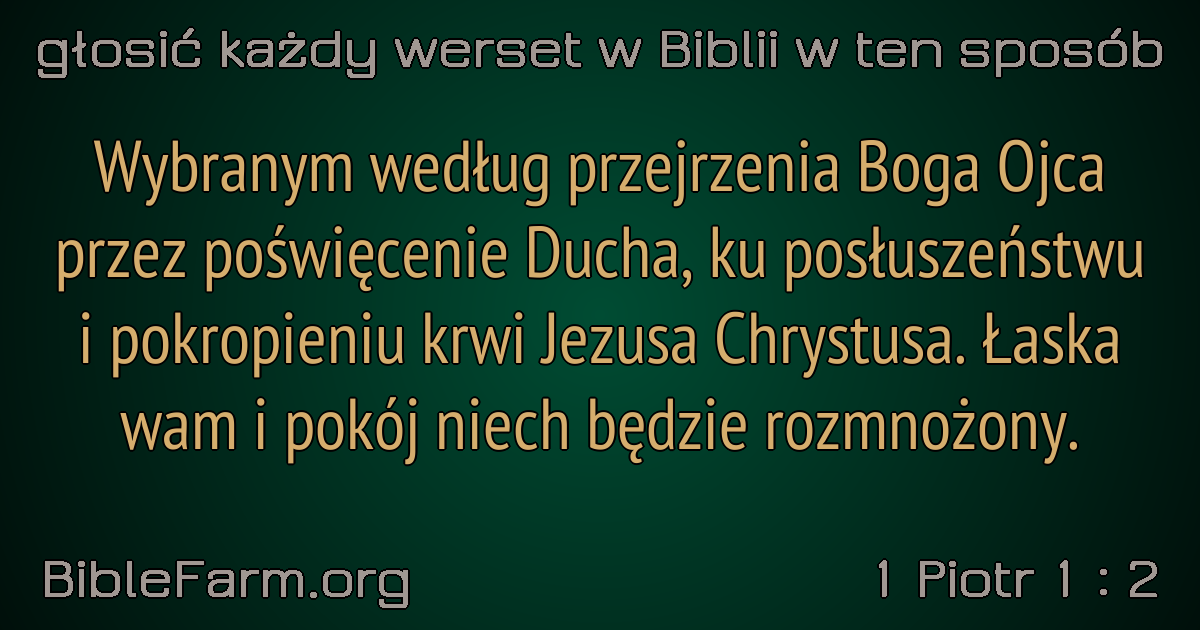 głosić każdy werset w Biblii w ten sposób
Wybranym według przejrzenia Boga Ojca
przez poświęcenie Ducha, ku posłuszeństwu
i pokropieniu krwi Jezusa Chrystusa. Łaska
wam i pokój niech będzie rozmnożony.
BibleFarm.org
1 Piotr 1 : 2